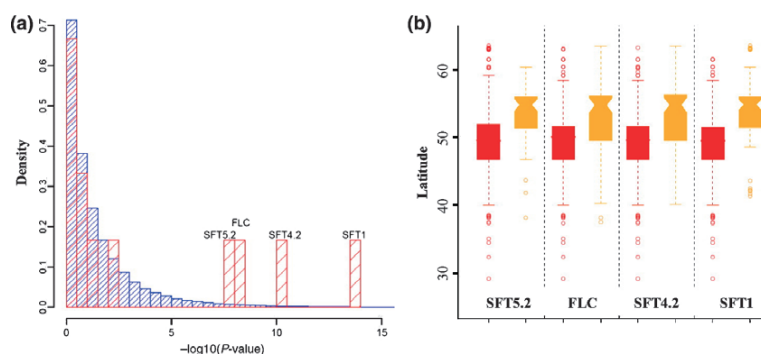 (a)
Density
0.7
0.6
0.5
0.4
0.3
0.2
0.1
0.0
FLC
SFT5.2
SFT4.2
SFT1
0
5
10
15
−log10(P-value)
(b)
Latitude
60
50
40
30
SFT5.2
FLC
SFT4.2
SFT1